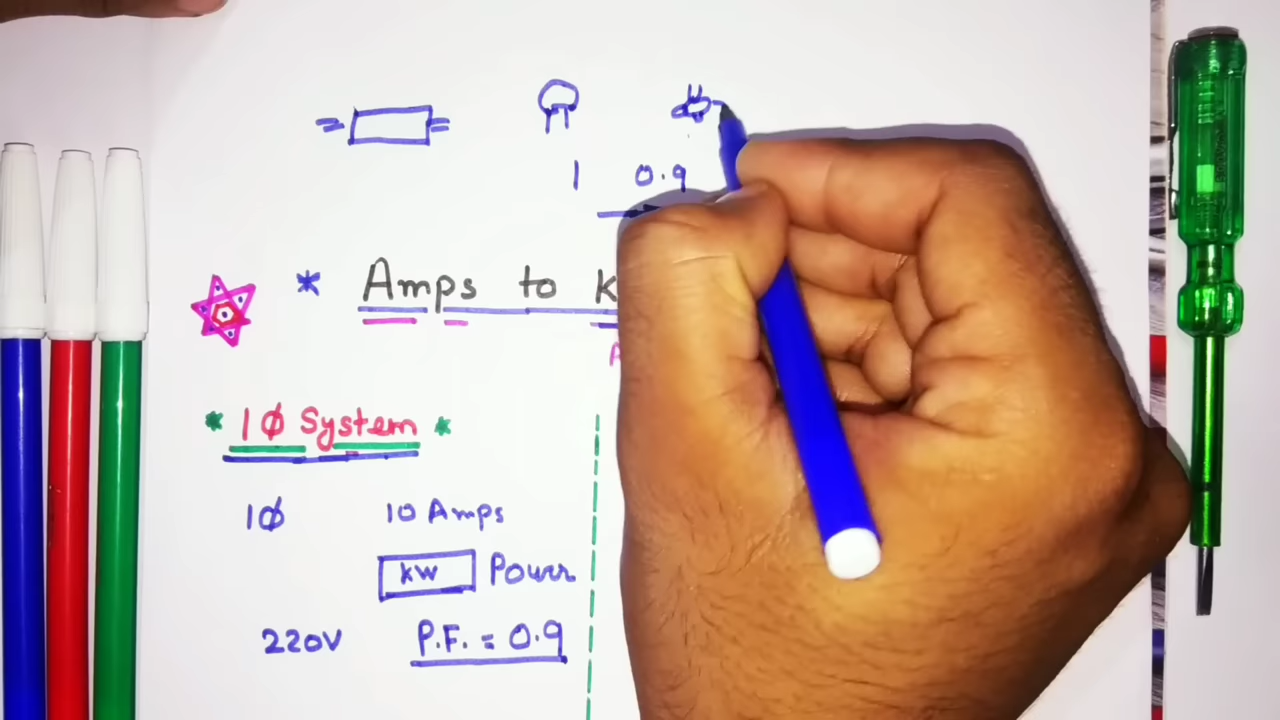 1 0.9
* Amps to k
* 1φ System *
1φ 10 Amps
kw Power
220V P.F. = 0.9